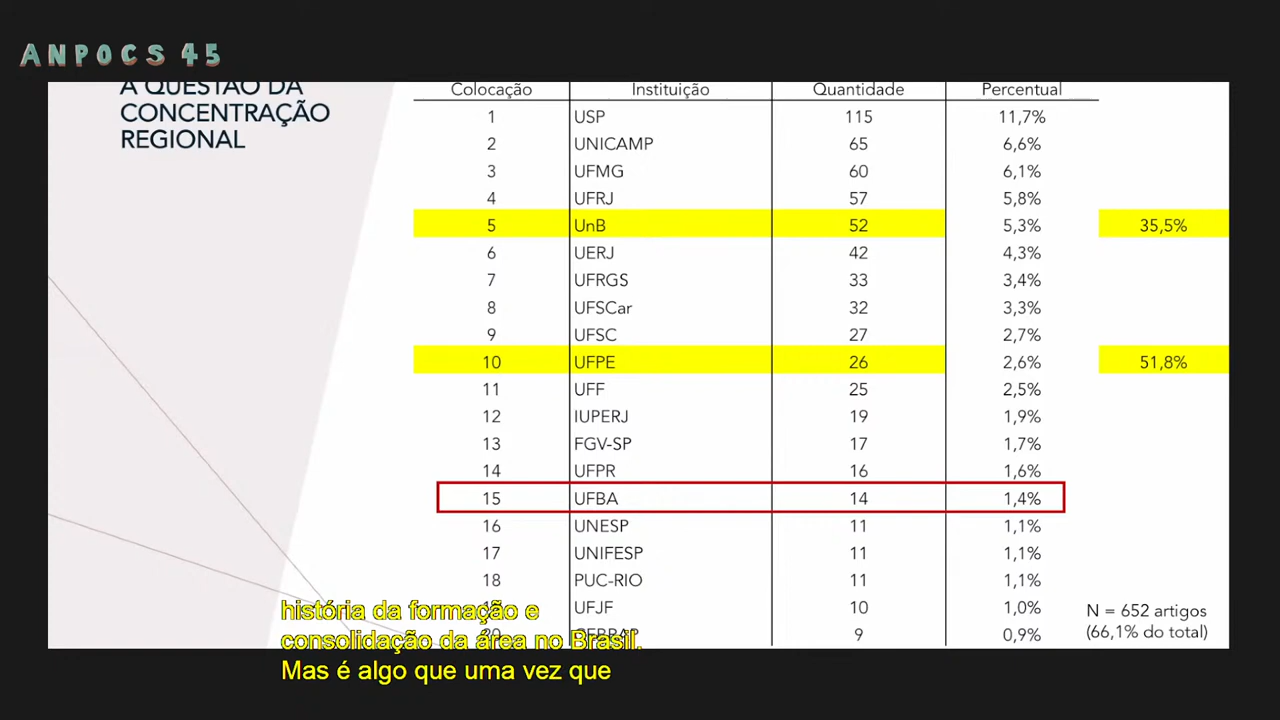 ANPOCS 45
A QUESTÃO DA
CONCENTRAÇÃO
REGIONAL
Colocação Instituição Quantidade Percentual
1 USP 115 11,7%
2 UNICAMP 65 6,6%
3 UFMG 60 6,1%
4 UFRJ 57 5,8%
5 UnB 52 5,3% 35,5%
6 UERJ 42 4,3%
7 UFRGS 33 3,4%
8 UFSCar 32 3,3%
9 UFSC 27 2,7%
10 UFPE 26 2,6% 51,8%
11 UFF 25 2,5%
12 IUPERJ 19 1,9%
13 FGV-SP 17 1,7%
14 UFPR 16 1,6%
15 UFBA 14 1,4%
16 UNESP 11 1,1%
17 UNIFESP 11 1,1%
18 PUC-RIO 11 1,1%
UFJF 10 1,0%
20 CEBRAP 9 0,9%
N = 652 artigos
(66,1% do total)
história da formação e
consolidação da área no Brasil.
Mas é algo que uma vez que